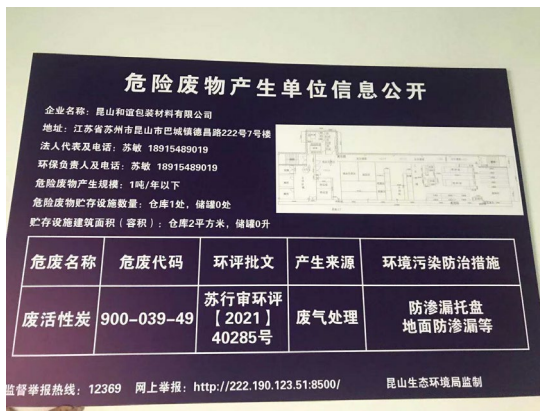 危险废物产生单位信息公开
企业名称：昆山和谊包装材料有限公司
地址：江苏省苏州市昆山市巴城镇德昌路222号7号楼
法人代表及电话：苏敏 18915489019
环保负责人及电话：苏敏 18915489019
危险废物产生规模：1吨/年以下
危险废物贮存设施数量：仓库1处，储罐0处
贮存设施建筑面积（容积）：仓库2平方米，储罐0升
危废名称 危废代码 环评批文 产生来源 环境污染防治措施
废活性炭 900-039-49 苏行审环评【2021】40285号 废气处理 防渗漏托盘 地面防渗漏等
监督举报热线：12369 网上举报：http://222.190.123.51:8500/ 昆山生态环境局监制